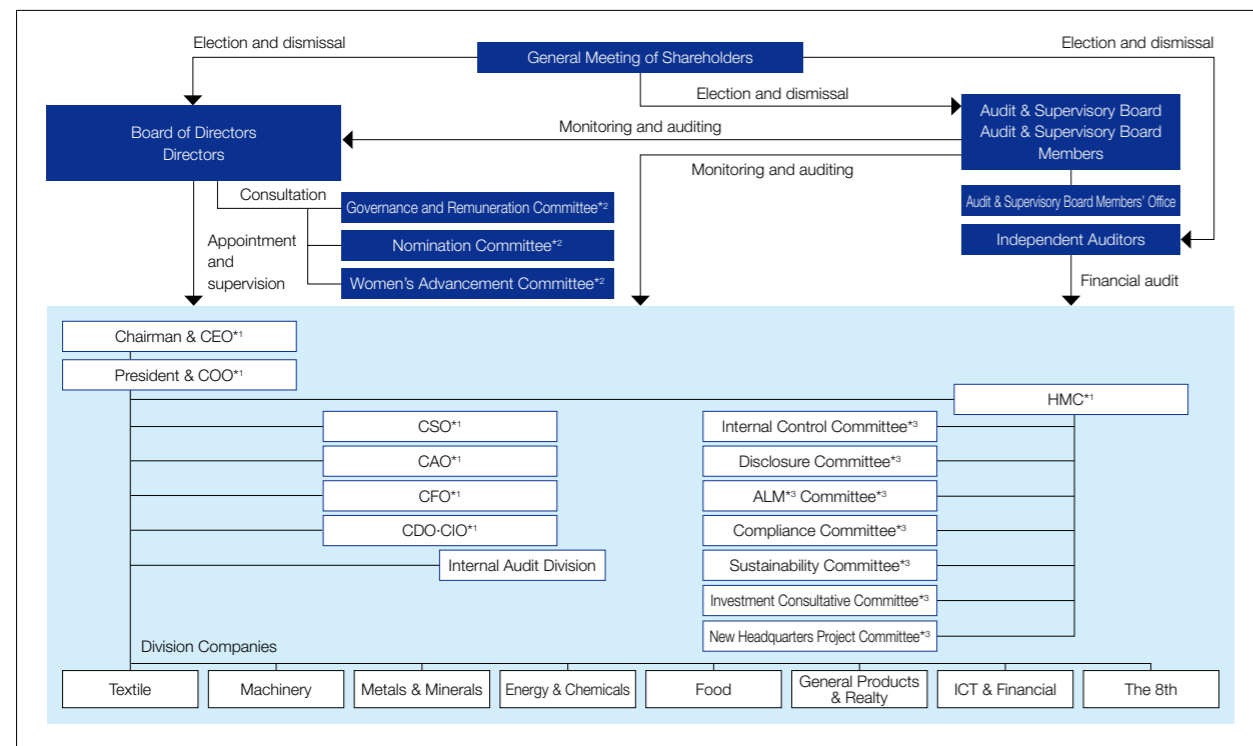 Election and dismissal
General Meeting of Shareholders
Election and dismissal
Election and dismissal
Board of Directors
Directors
Monitoring and auditing
Audit & Supervisory Board
Audit & Supervisory Board
Members
Monitoring and auditing
Consultation
Governance and Remuneration Committee*2
Audit & Supervisory Board Members' Office
Appointment
and
supervision
Nomination Committee*2
Independent Auditors
Women's Advancement Committee*2
Financial audit
Chairman & CEO*1
President & COO*1
HMC*1
CSO*1
Internal Control Committee*3
CAO*1
Disclosure Committee*3
CFO*1
ALM*3 Committee*3
CDO·CIO*1
Compliance Committee*3
Internal Audit Division
Sustainability Committee*3
Investment Consultative Committee*3
New Headquarters Project Committee*3
Division Companies
Textile
Machinery
Metals & Minerals
Energy & Chemicals
Food
General Products
& Realty
ICT & Financial
The 8th